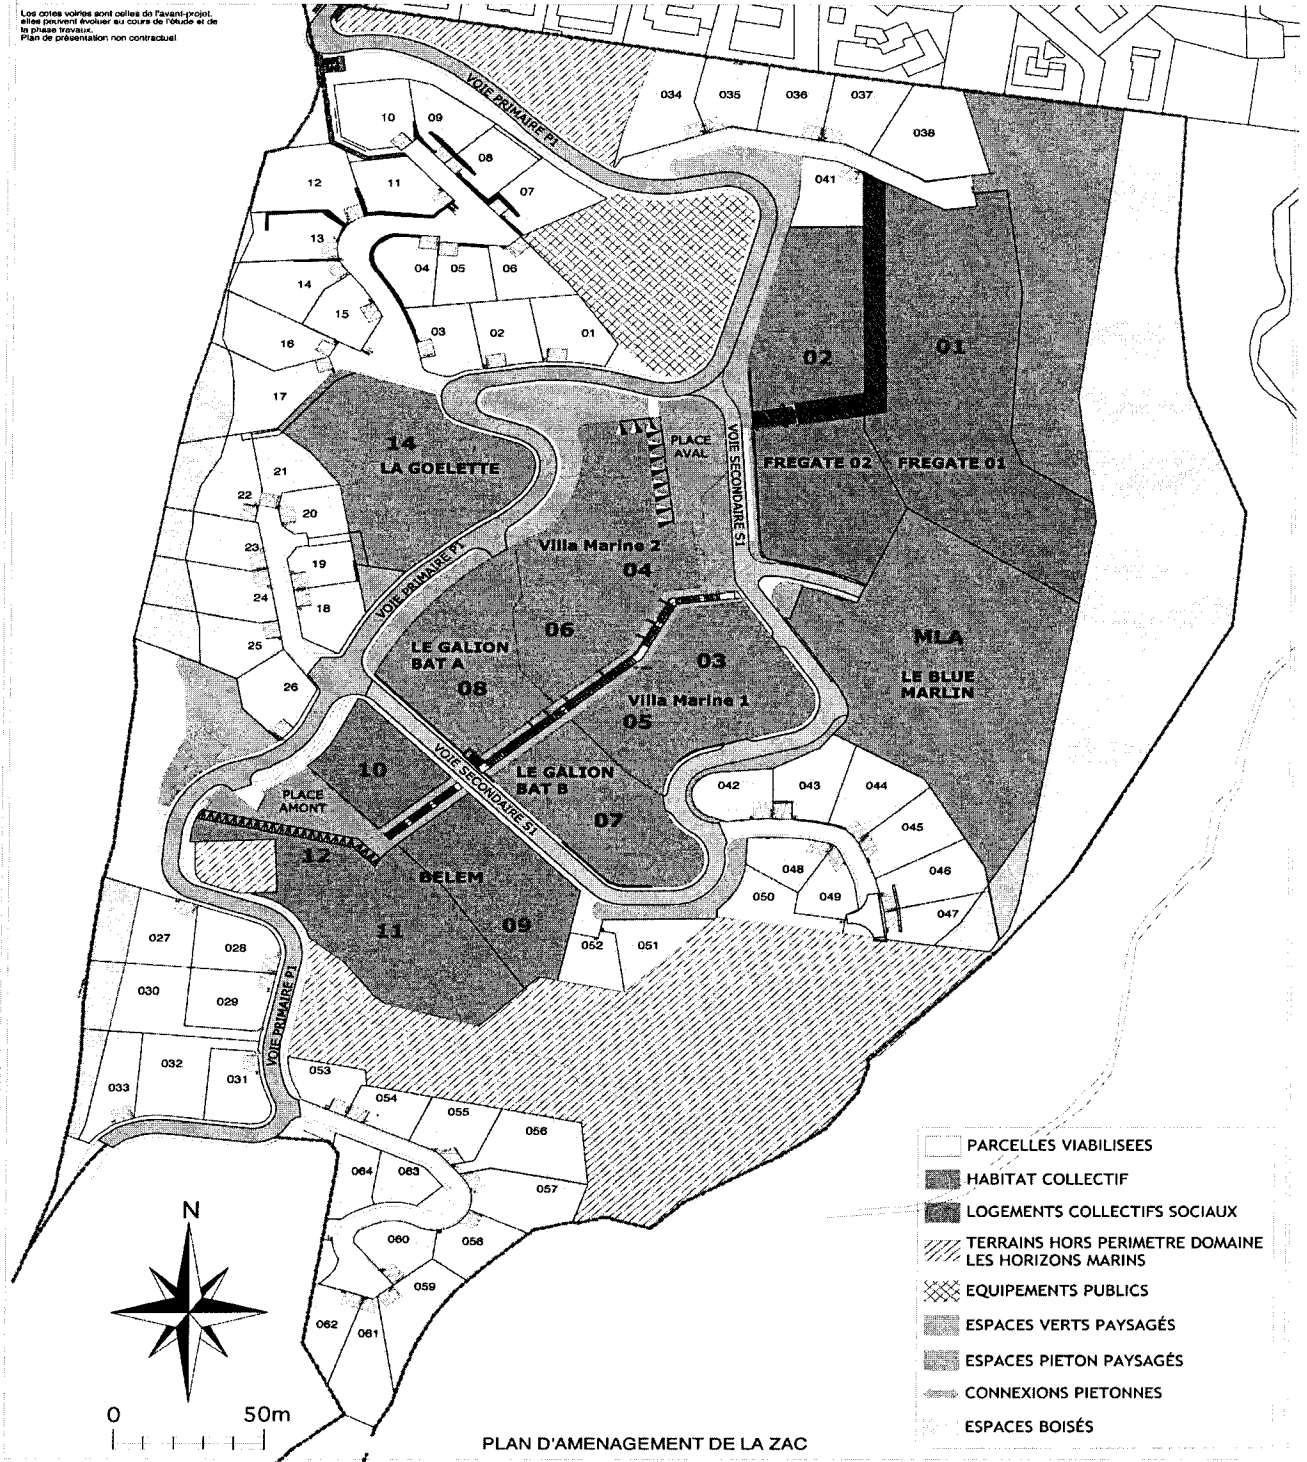 Les cotes voiries sont celles de l'avant-projet,
elles peuvent évoluer au cours de l'étude et de
la phase travaux.
Plan de présentation non contractuel
VOIE PRIMAIRE P1
034
035
036
037
038
041
10
09
08
07
12
11
13
14
15
16
17
04
05
06
03
02
01
02
01
14
LA GOELETTE
PLACE
AVAL
VOIE SECONDAIRE S1
FREGATE 02
FREGATE 01
21
22
20
23
19
24
18
25
26
VOIE PRIMAIRE P1
Villa Marine 2
04
06
LE GALION
BAT A
08
03
Villa Marine 1
05
MLA
LE BLUE
MARLIN
10
VOIE SECONDAIRE S1
LE GALION
BAT B
07
PLACE
AMONT
12
BELEM
11
09
042
043
044
045
046
047
048
049
050
051
052
027
028
030
029
VOIE PRIMAIRE P1
032
031
033
053
054
055
056
057
064
063
060
058
059
062
061
N
0 50m
PARCELLES VIABILISEES
HABITAT COLLECTIF
LOGEMENTS COLLECTIFS SOCIAUX
TERRAINS HORS PERIMETRE DOMAINE
LES HORIZONS MARINS
EQUIPEMENTS PUBLICS
ESPACES VERTS PAYSAGÉS
ESPACES PIETON PAYSAGÉS
CONNEXIONS PIETONNES
ESPACES BOISÉS
PLAN D'AMENAGEMENT DE LA ZAC